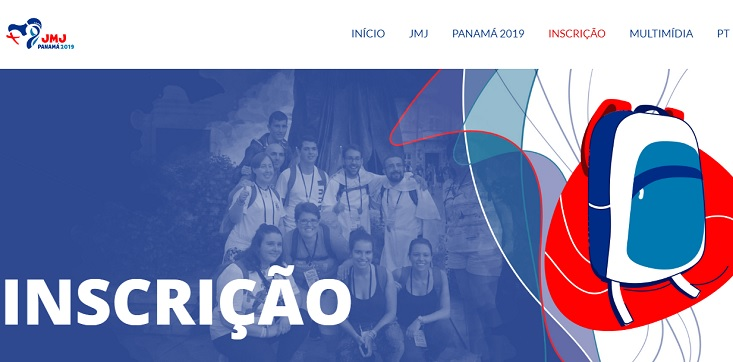 JMJ
PANAMÁ 2019
INÍCIO
JMJ
PANAMÁ 2019
INSCRIÇÃO
MULTIMÍDIA
PT
INSCRIÇÃO